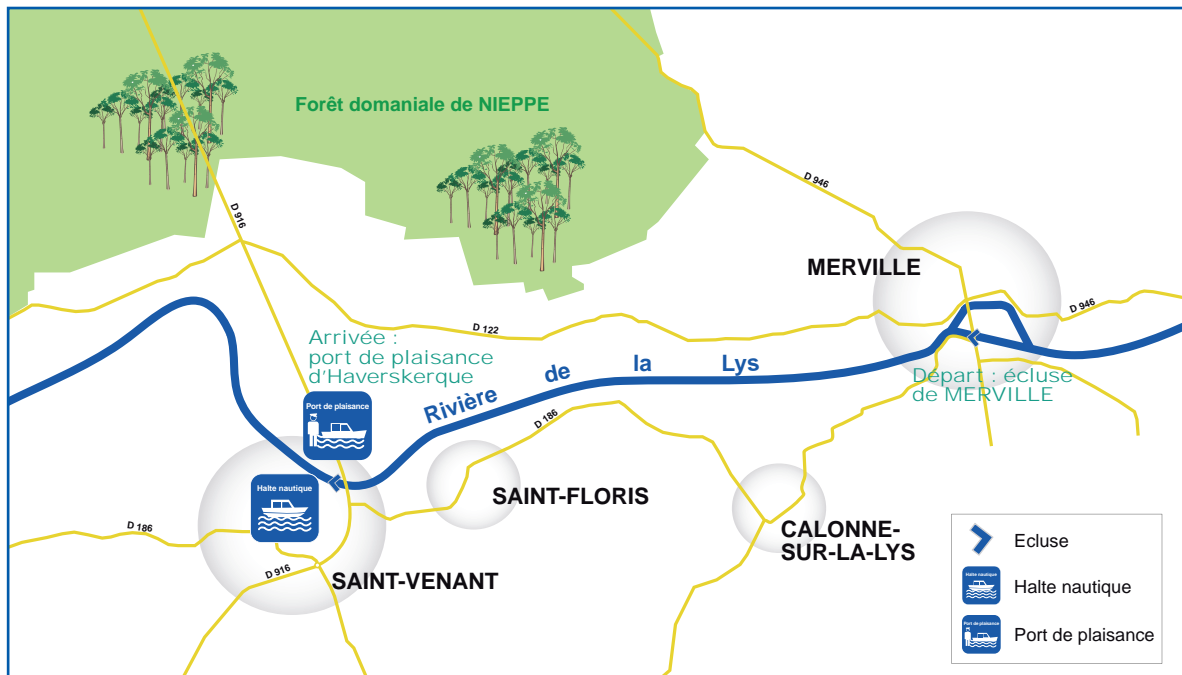 Forêt domaniale de NIEPPE
D 916
D 946
MERVILLE
D 946
D 122
Arrivée :
port de plaisance
d'Haverskerque
Rivière de la Lys
Départ : écluse
de MERVILLE
Port de plaisance
D 186
Halte nautique
SAINT-FLORIS
D 186
CALONNE-
SUR-LA-LYS
D 916
SAINT-VENANT
Ecluse
Halte nautique
Halte nautique
Port de plaisance
Port de plaisance